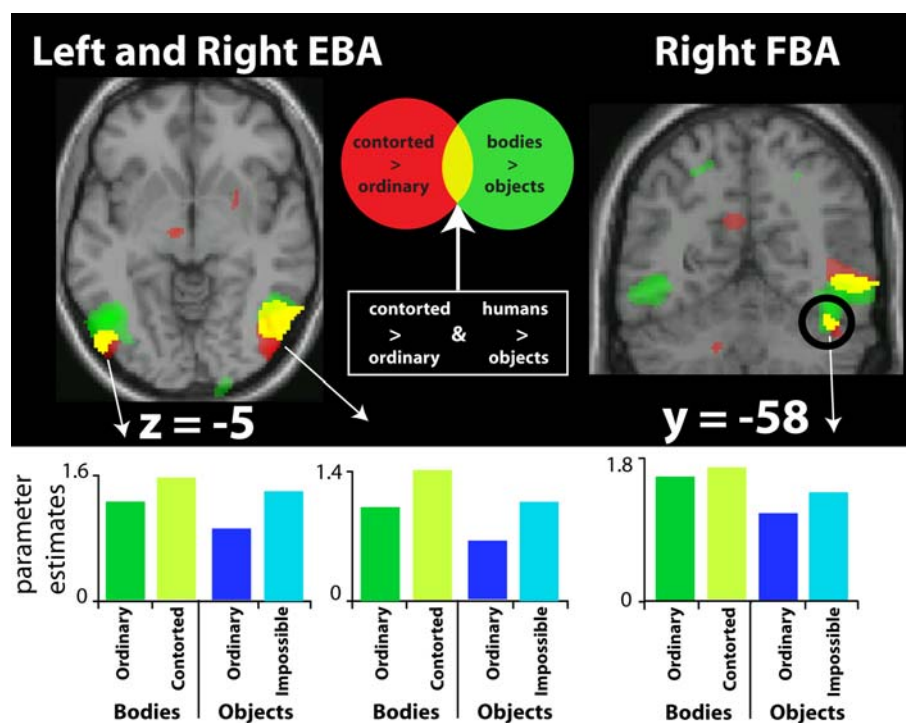 Left and Right EBA
Right FBA
contorted
>
ordinary
bodies
>
objects
contorted humans
> & >
ordinary objects
z = -5
y = -58
parameter
estimates
1.6
0
Ordinary
Contorted
Ordinary
Impossible
Bodies Objects
1.4
0
Ordinary
Contorted
Ordinary
Impossible
Bodies Objects
1.8
0
Ordinary
Contorted
Ordinary
Impossible
Bodies Objects